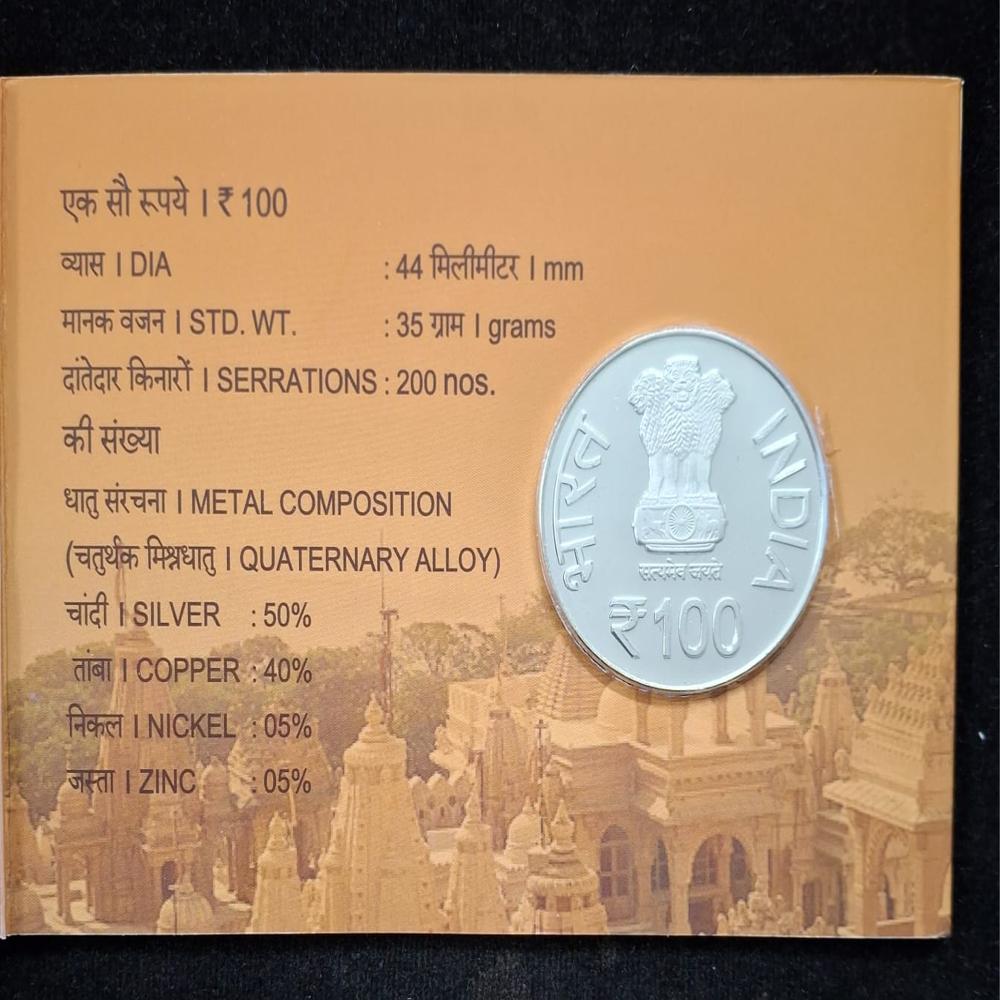 एक सौ रूपये । ₹ 100
व्यास । DIA : 44 मिलीमीटर । mm
मानक वजन । STD. WT. : 35 ग्राम । grams
दांतेदार किनारों । SERRATIONS : 200 nos.
की संख्या
धातु संरचना । METAL COMPOSITION
(चतुर्थक मिश्रधातु । QUATERNARY ALLOY)
चांदी । SILVER : 50%
तांबा । COPPER : 40%
निकल । NICKEL : 05%
जस्ता । ZINC : 05%
भारत
INDIA
सत्यमेव जयते
₹100